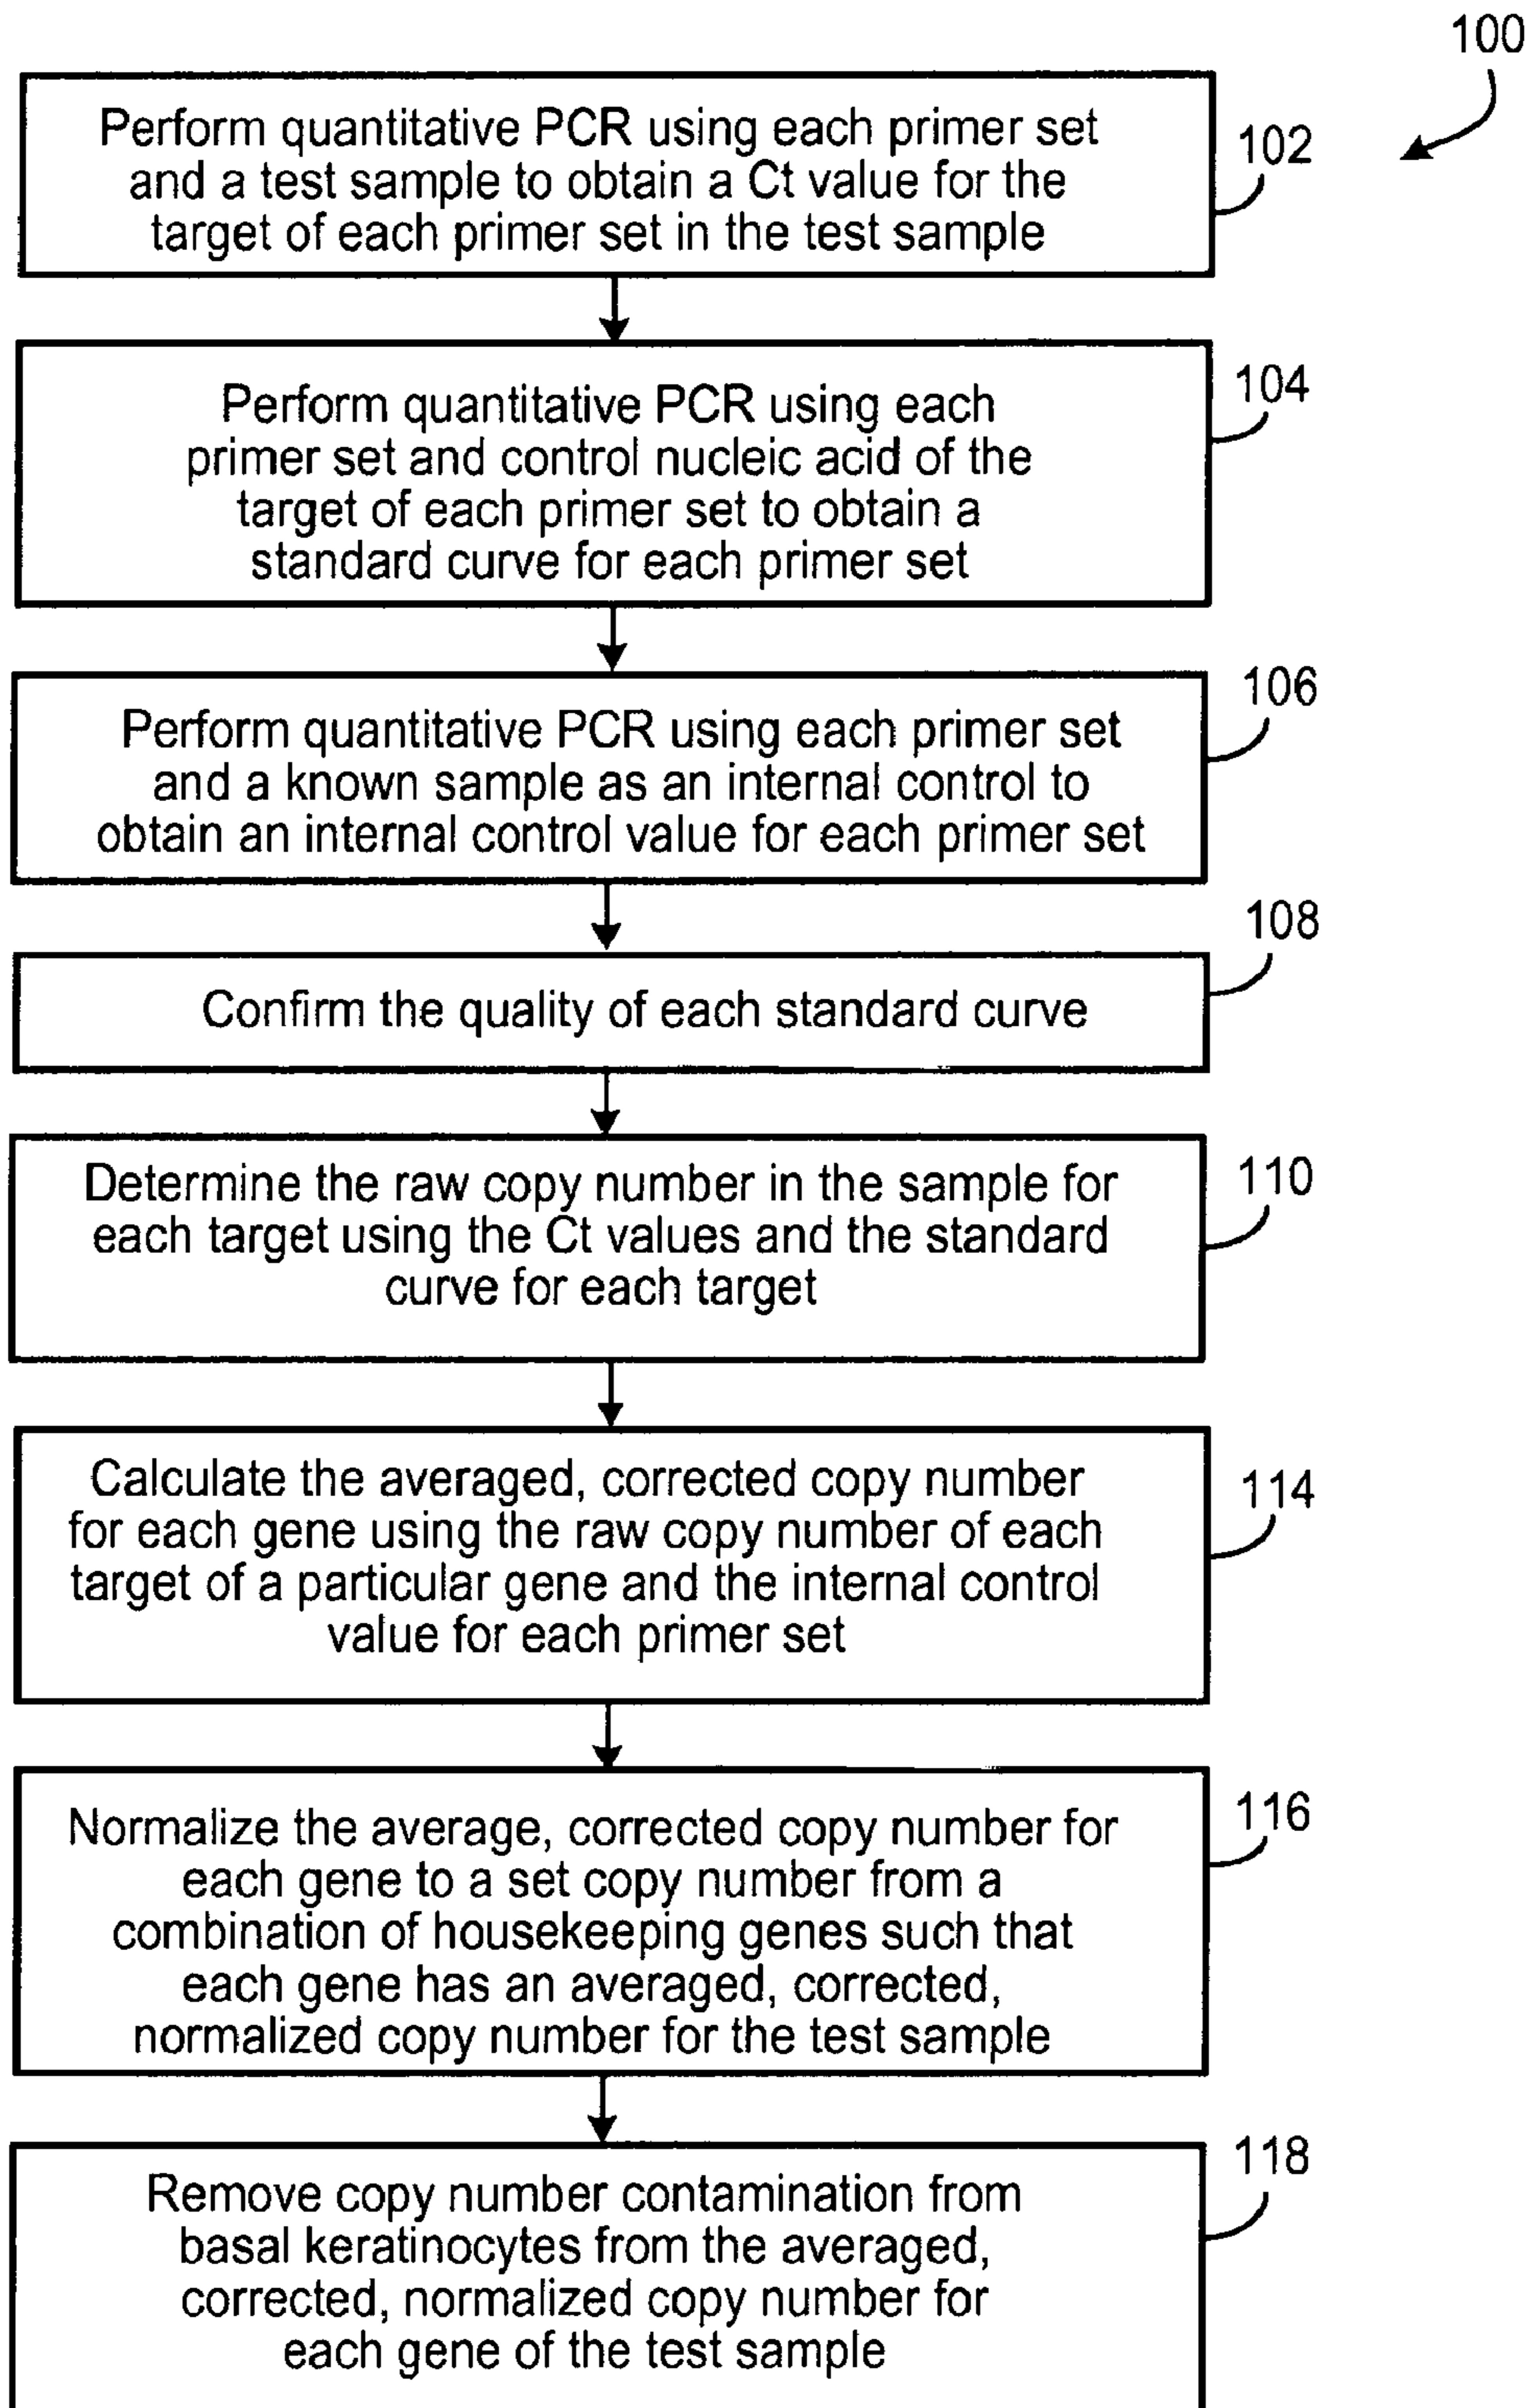 100
Perform quantitative PCR using each primer set
and a test sample to obtain a Ct value for the
target of each primer set in the test sample
102
Perform quantitative PCR using each
primer set and control nucleic acid of the
target of each primer set to obtain a
standard curve for each primer set
104
Perform quantitative PCR using each primer set
and a known sample as an internal control to
obtain an internal control value for each primer set
106
Confirm the quality of each standard curve
108
Determine the raw copy number in the sample for
each target using the Ct values and the standard
curve for each target
110
Calculate the averaged, corrected copy number
for each gene using the raw copy number of each
target of a particular gene and the internal control
value for each primer set
114
Normalize the average, corrected copy number for
each gene to a set copy number from a
combination of housekeeping genes such that
each gene has an averaged, corrected,
normalized copy number for the test sample
116
Remove copy number contamination from
basal keratinocytes from the averaged,
corrected, normalized copy number for
each gene of the test sample
118